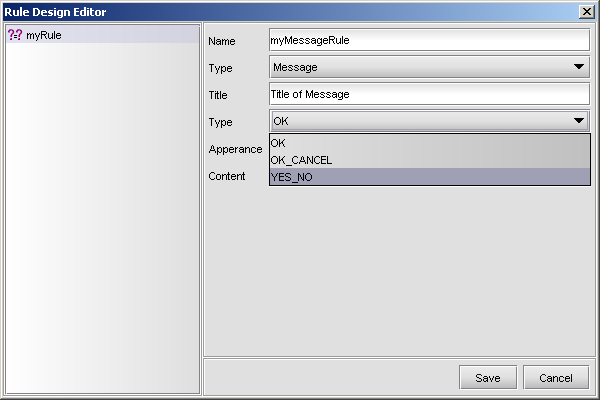 Rule Design Editor
?-? myRule
Name myMessageRule
Type Message
Title Title of Message
Type OK
OK
Apperance
OK_CANCEL
Content
YES_NO
Save Cancel